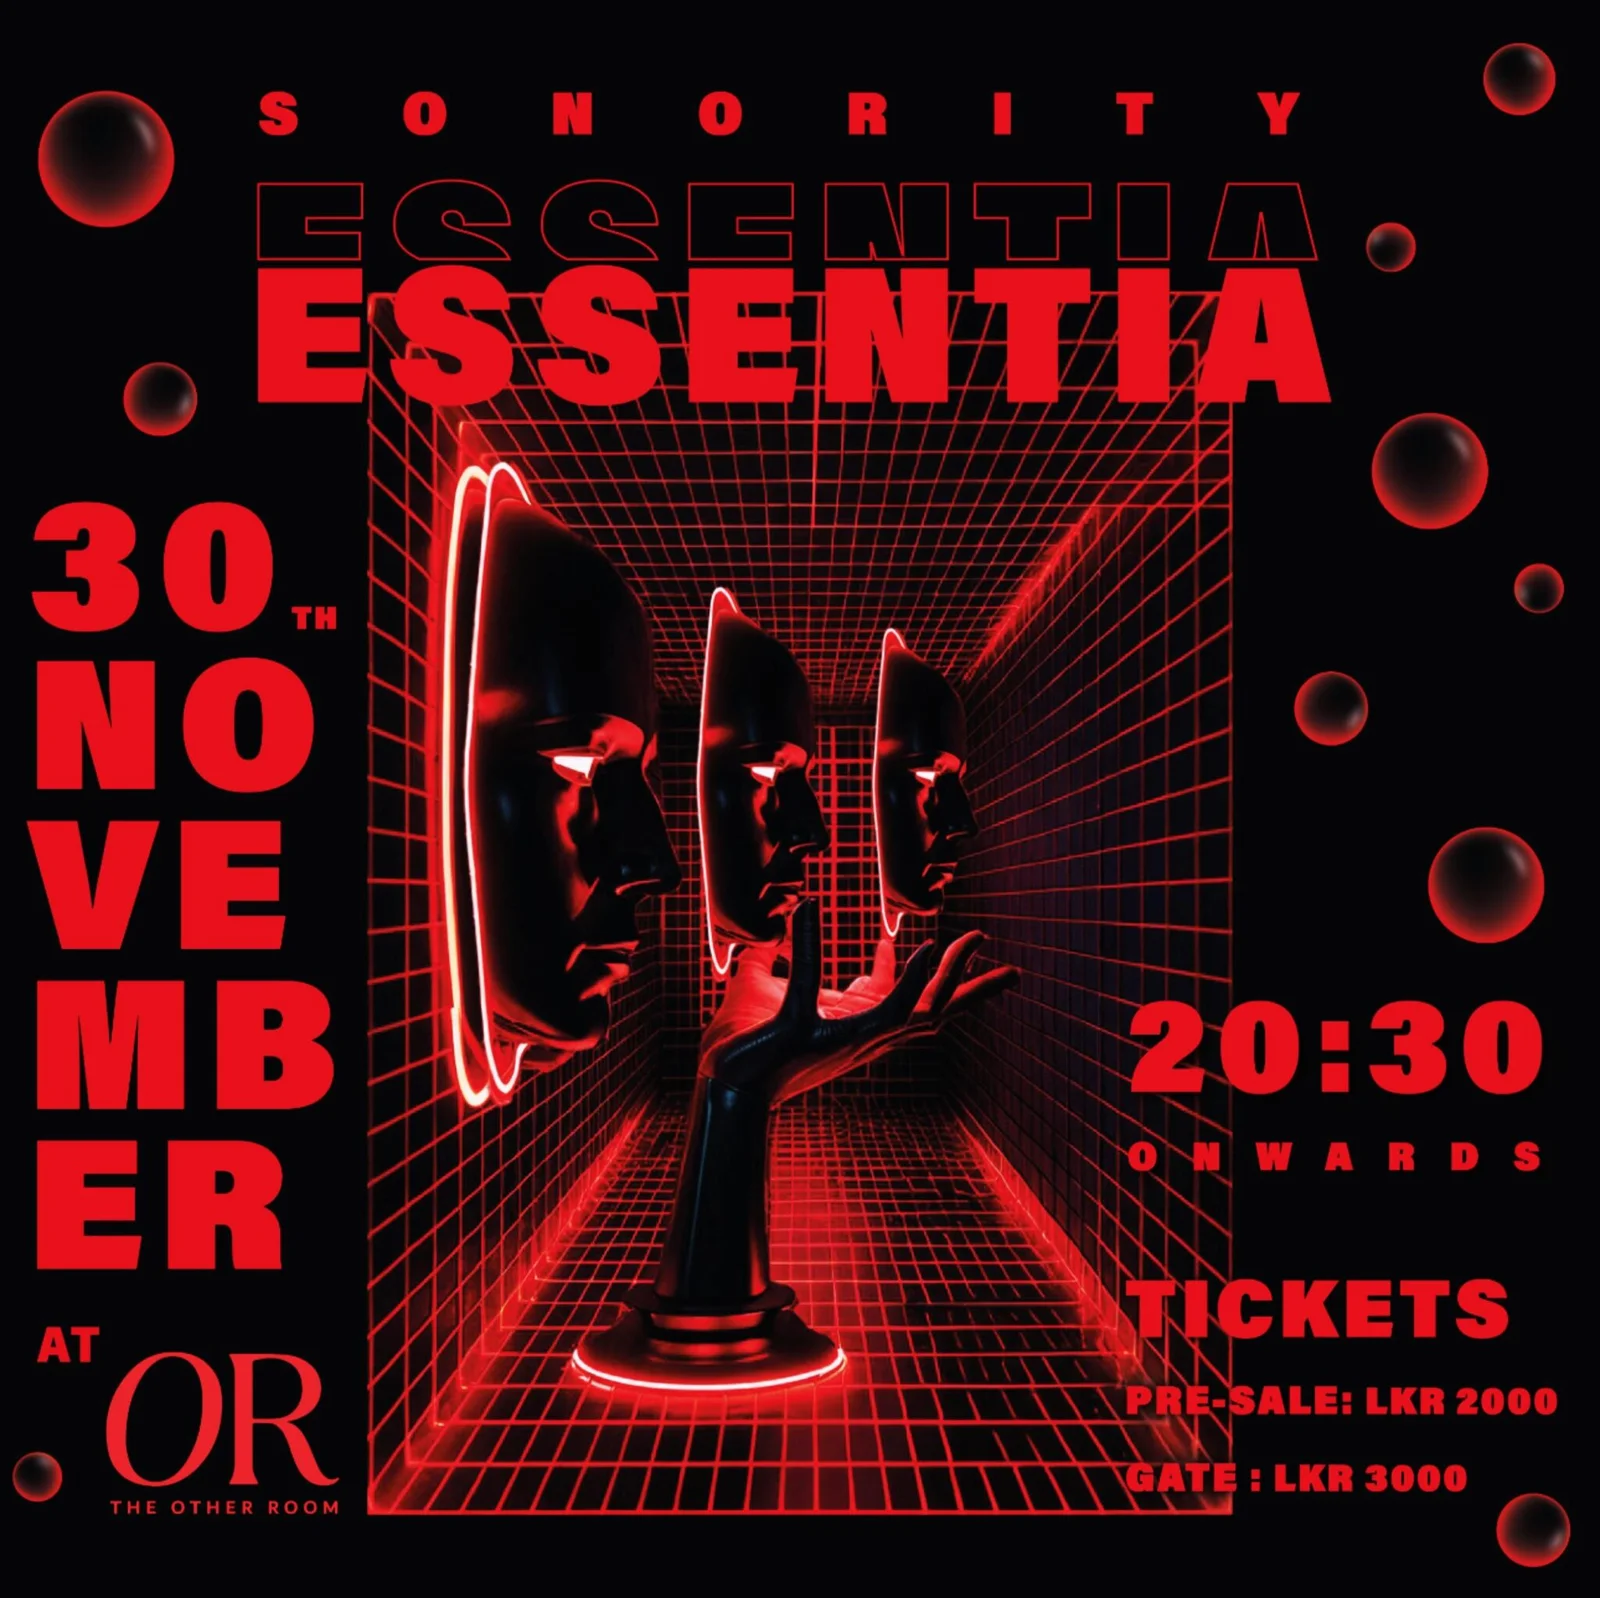 SONORITY
ESSENTIA
ESSENTIA
30TH
NO
VE
MB
ER
AT
OR
THE OTHER ROOM
20:30
ONWARDS
TICKETS
PRE-SALE: LKR 2000
GATE : LKR 3000